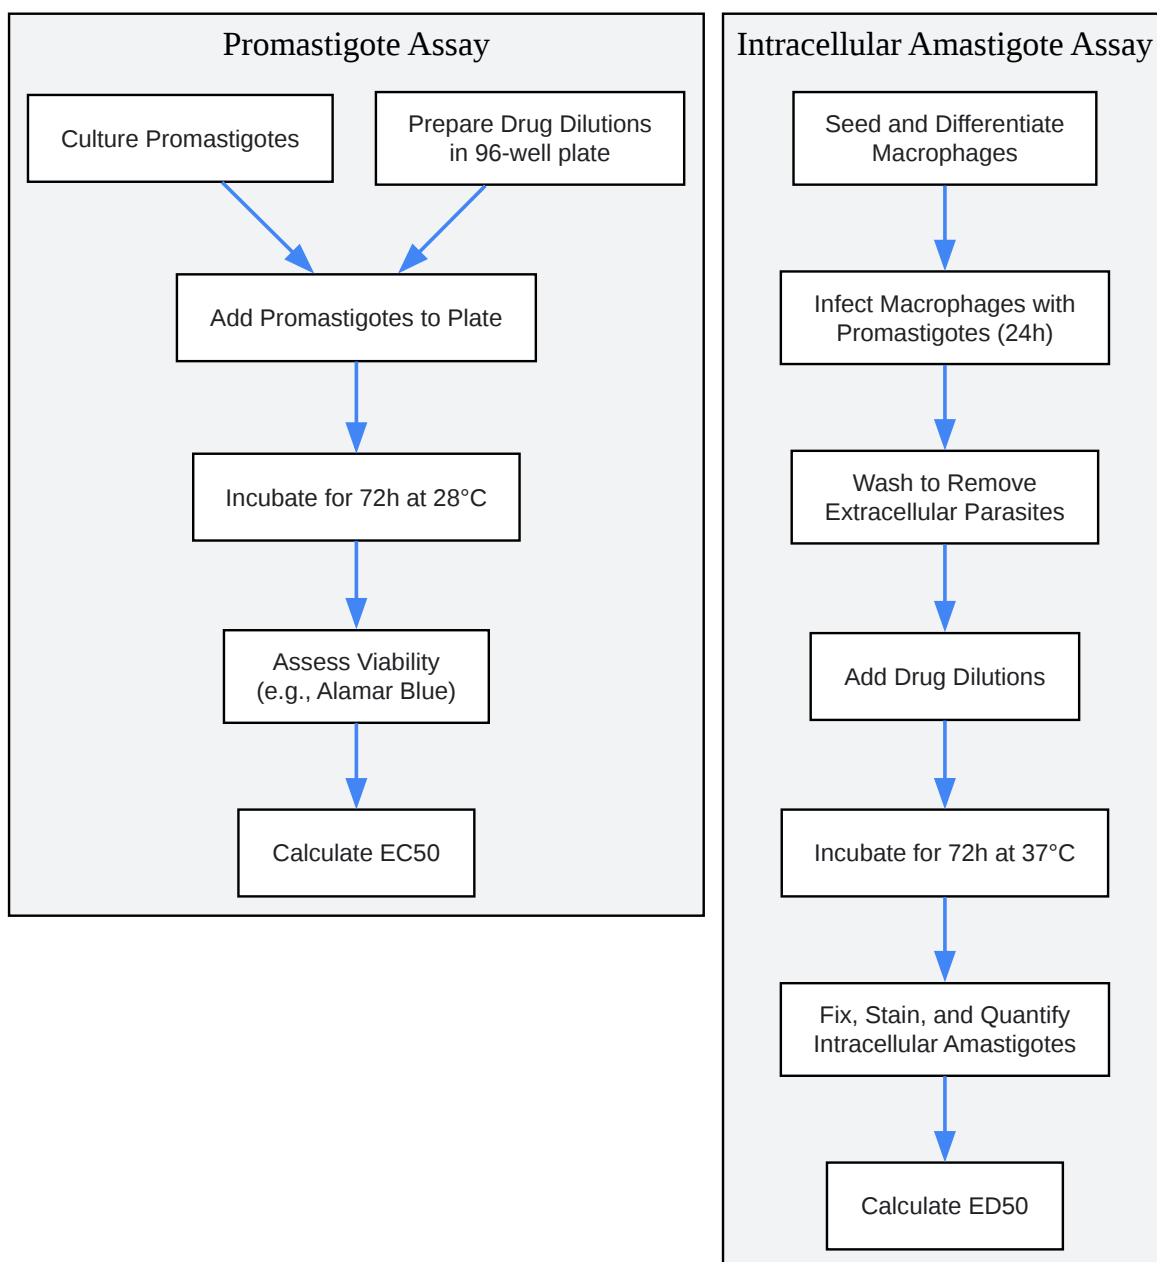 Promastigote Assay
Culture Promastigotes
Prepare Drug Dilutions
in 96-well plate
Add Promastigotes to Plate
Incubate for 72h at 28°C
Assess Viability
(e.g., Alamar Blue)
Calculate EC50
Intracellular Amastigote Assay
Seed and Differentiate
Macrophages
Infect Macrophages with
Promastigotes (24h)
Wash to Remove
Extracellular Parasites
Add Drug Dilutions
Incubate for 72h at 37°C
Fix, Stain, and Quantify
Intracellular Amastigotes
Calculate ED50